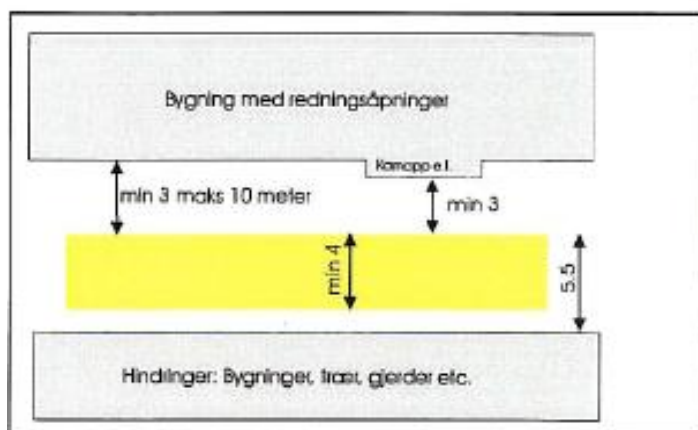 Bygning med redningsåpninger
Karnapp e.l.
min 3 maks 10 meter
min 3
min 4
5.5
Hindringer: Bygninger, trær, gjerder etc.